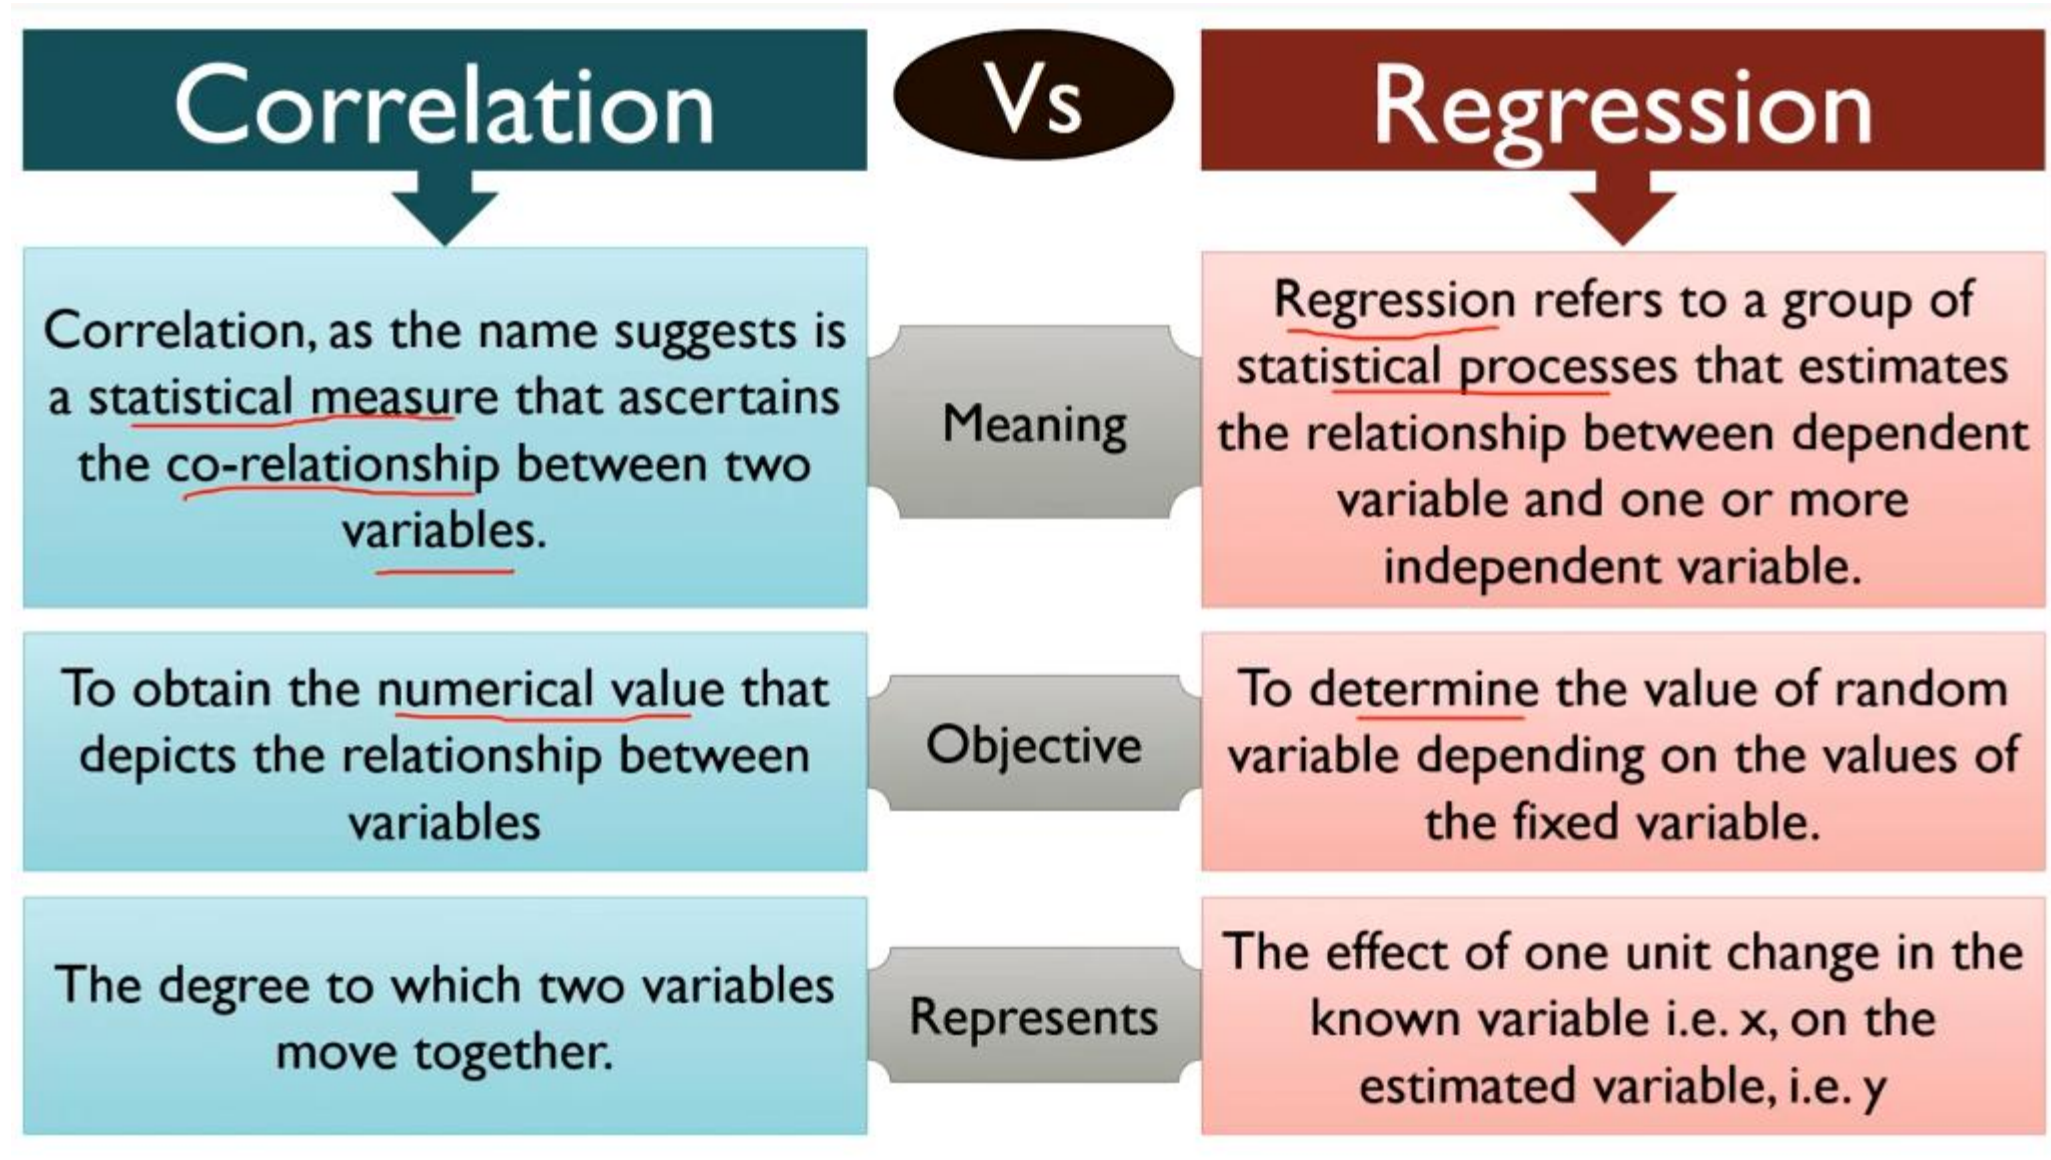 Correlation
Vs
Regression
Correlation, as the name suggests is
a statistical measure that ascertains
the co-relationship between two
variables.
Meaning
Regression refers to a group of
statistical processes that estimates
the relationship between dependent
variable and one or more
independent variable.
To obtain the numerical value that
depicts the relationship between
variables
Objective
To determine the value of random
variable depending on the values of
the fixed variable.
The degree to which two variables
move together.
Represents
The effect of one unit change in the
known variable i.e. x, on the
estimated variable, i.e. y